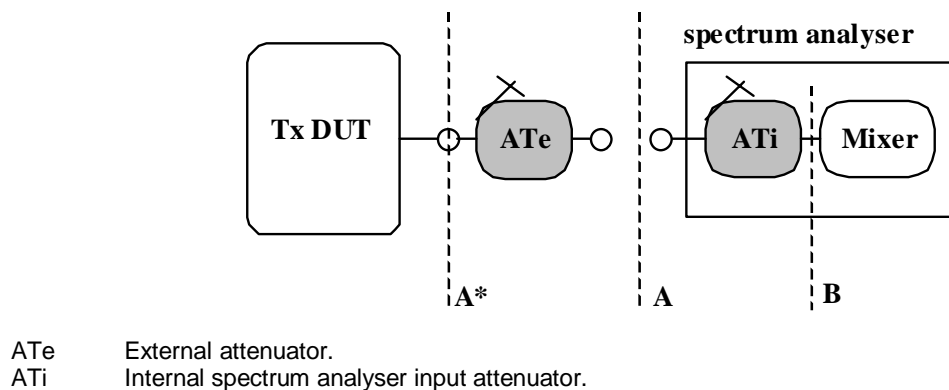 spectrum analyser
Tx DUT
ATe
ATi
Mixer
A*
A
B
ATe External attenuator.
ATi Internal spectrum analyser input attenuator.